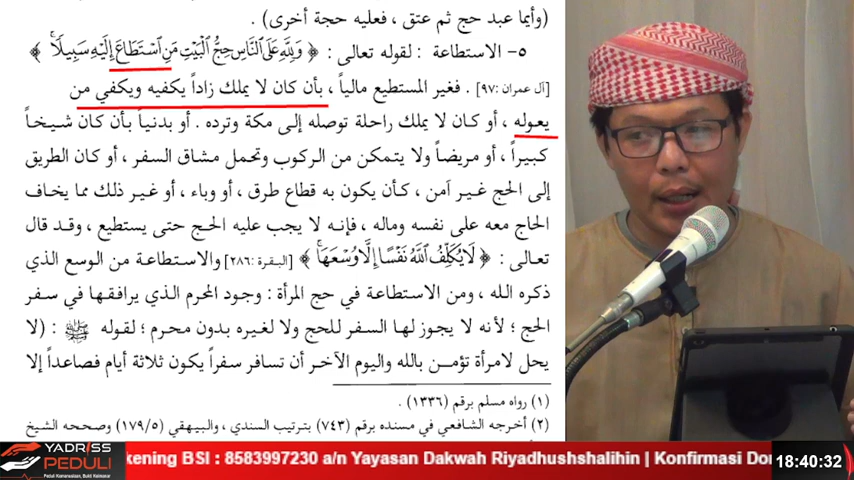 (وأيما عبد حج ثم عتق ، فعليه حجة أخرى) .
٥- الاستطاعة : لقوله تعالى : ﴿ وَلِلَّهِ عَلَى النَّاسِ حِجُّ الْبَيْتِ مَنِ اسْتَطَاعَ إِلَيْهِ سَبِيلًا ﴾
[آل عمران :٩٧] . فغير المستطيع مالياً ، بأن كان لا يملك زاداً يكفيه ويكفي من
يعوله ، أو كان لا يملك راحلة توصله إلى مكة وترده . أو بدنياً بأن كان شيخاً
كبيراً ، أو مريضاً ولا يتمكن من الركوب وتحمل مشاق السفر ، أو كان الطريق
إلى الحج غير آمن ، كأن يكون به قطاع طرق ، أو وباء ، أو غير ذلك مما يخاف
الحاج معه على نفسه وماله ، فإنه لا يجب عليه الحج حتى يستطيع ، وقد قال
تعالى : ﴿ لَا يُكَلِّفُ اللَّهُ نَفْسًا إِلَّا وُسْعَهَا ﴾ [البقرة :٢٨٦] والاستطاعة من الوسع الذي
ذكره الله ، ومن الاستطاعة في حج المرأة : وجود المحرم الذي يرافقها في سفر
الحج ؛ لأنه لا يجوز لها السفر للحج ولا لغيره بدون محرم ؛ لقوله ﷺ : (لا
يحل لامرأة تؤمن بالله واليوم الآخر أن تسافر سفراً يكون ثلاثة أيام فصاعداً إلا
(١) رواه مسلم برقم (١٣٣٦) .
(٢) أخرجه الشافعي في مسنده برقم (٧٤٣) بترتيب السندي ، والبيهقي (١٧٩/٥) وصححه الشيخ
YADRISS
PEDULI
Peduli Kemanusiaan, Bukti Keimanan
kening BSI : 8583997230 a/n Yayasan Dakwah Riyadhushshalihin | Konfirmasi Don
18:40:32